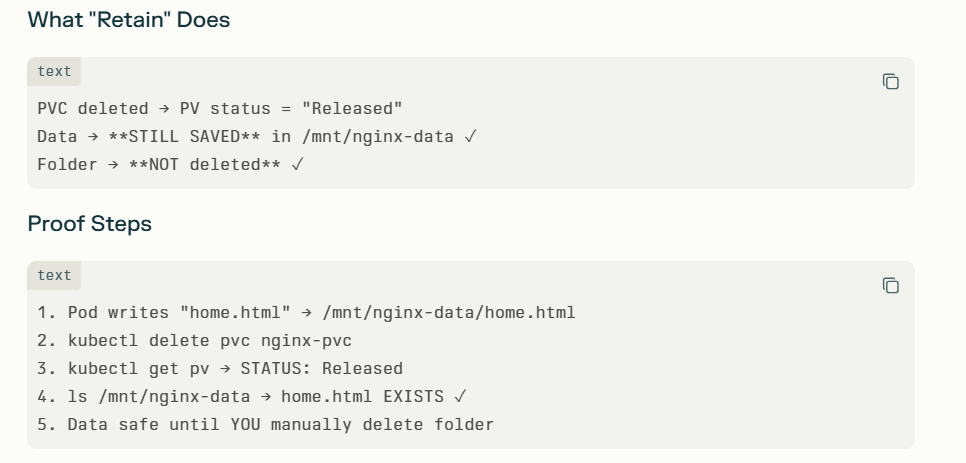 What "Retain" Does
text
PVC deleted → PV status = "Released"
Data → **STILL SAVED** in /mnt/nginx-data ✓
Folder → **NOT deleted** ✓
Proof Steps
text
1. Pod writes "home.html" → /mnt/nginx-data/home.html
2. kubectl delete pvc nginx-pvc
3. kubectl get pv → STATUS: Released
4. ls /mnt/nginx-data → home.html EXISTS ✓
5. Data safe until YOU manually delete folder